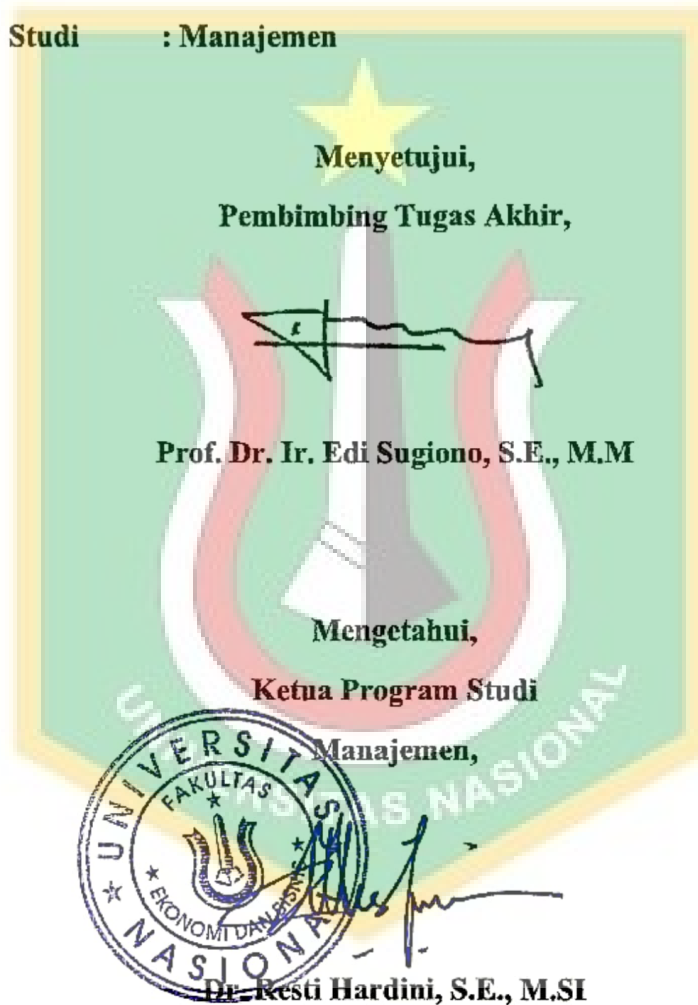 Studi : Manajemen
Menyetujui,
Pembimbing Tugas Akhir,
Prof. Dr. Ir. Edi Sugiono, S.E., M.M
Mengetahui,
Ketua Program Studi
Manajemen,
UNIVERSITAS NASIONAL
UNIVERSITAS NASIONAL
FAKULTAS
EKONOMI DAN BISNIS
Dr. Resti Hardini, S.E., M.SI